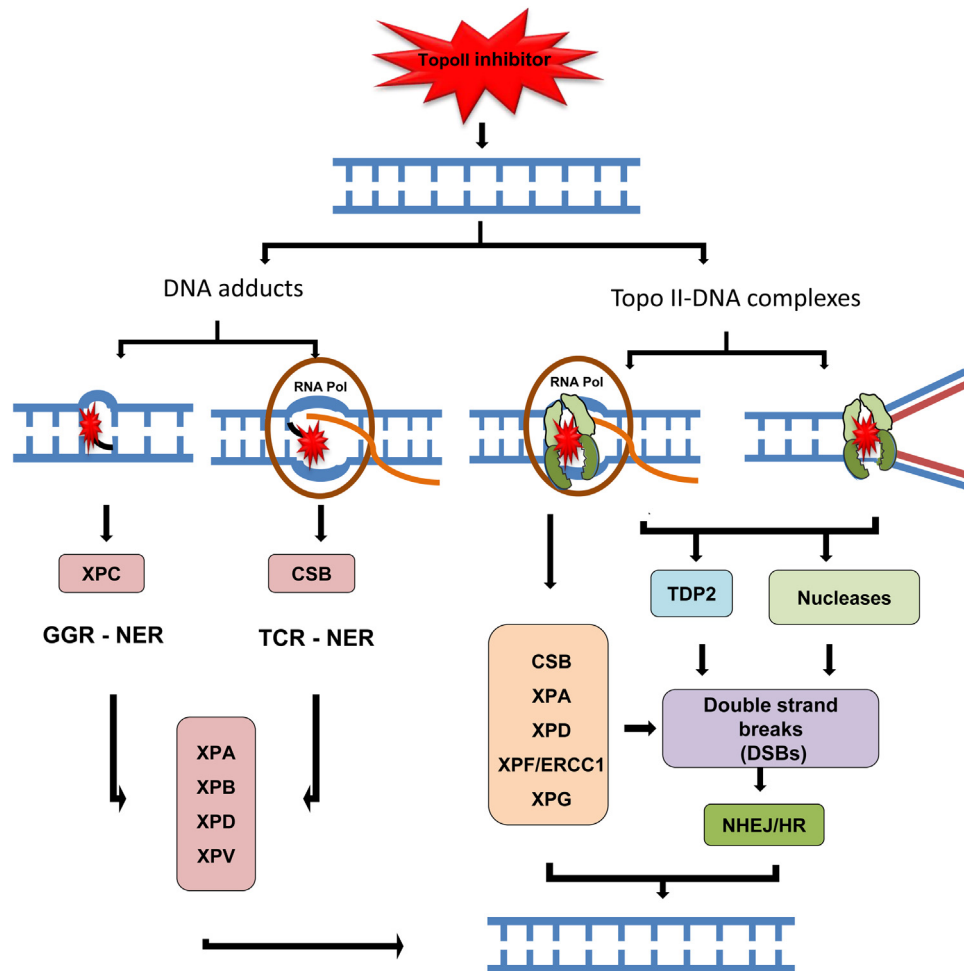 TopoII inhibitor
DNA adducts
Topo II-DNA complexes
RNA Pol
RNA Pol
XPC
CSB
TDP2
Nucleases
GGR - NER
TCR - NER
CSB
XPA
XPD
XPF/ERCC1
XPG
Double strand
breaks
(DSBs)
XPA
XPB
XPD
XPV
NHEJ/HR